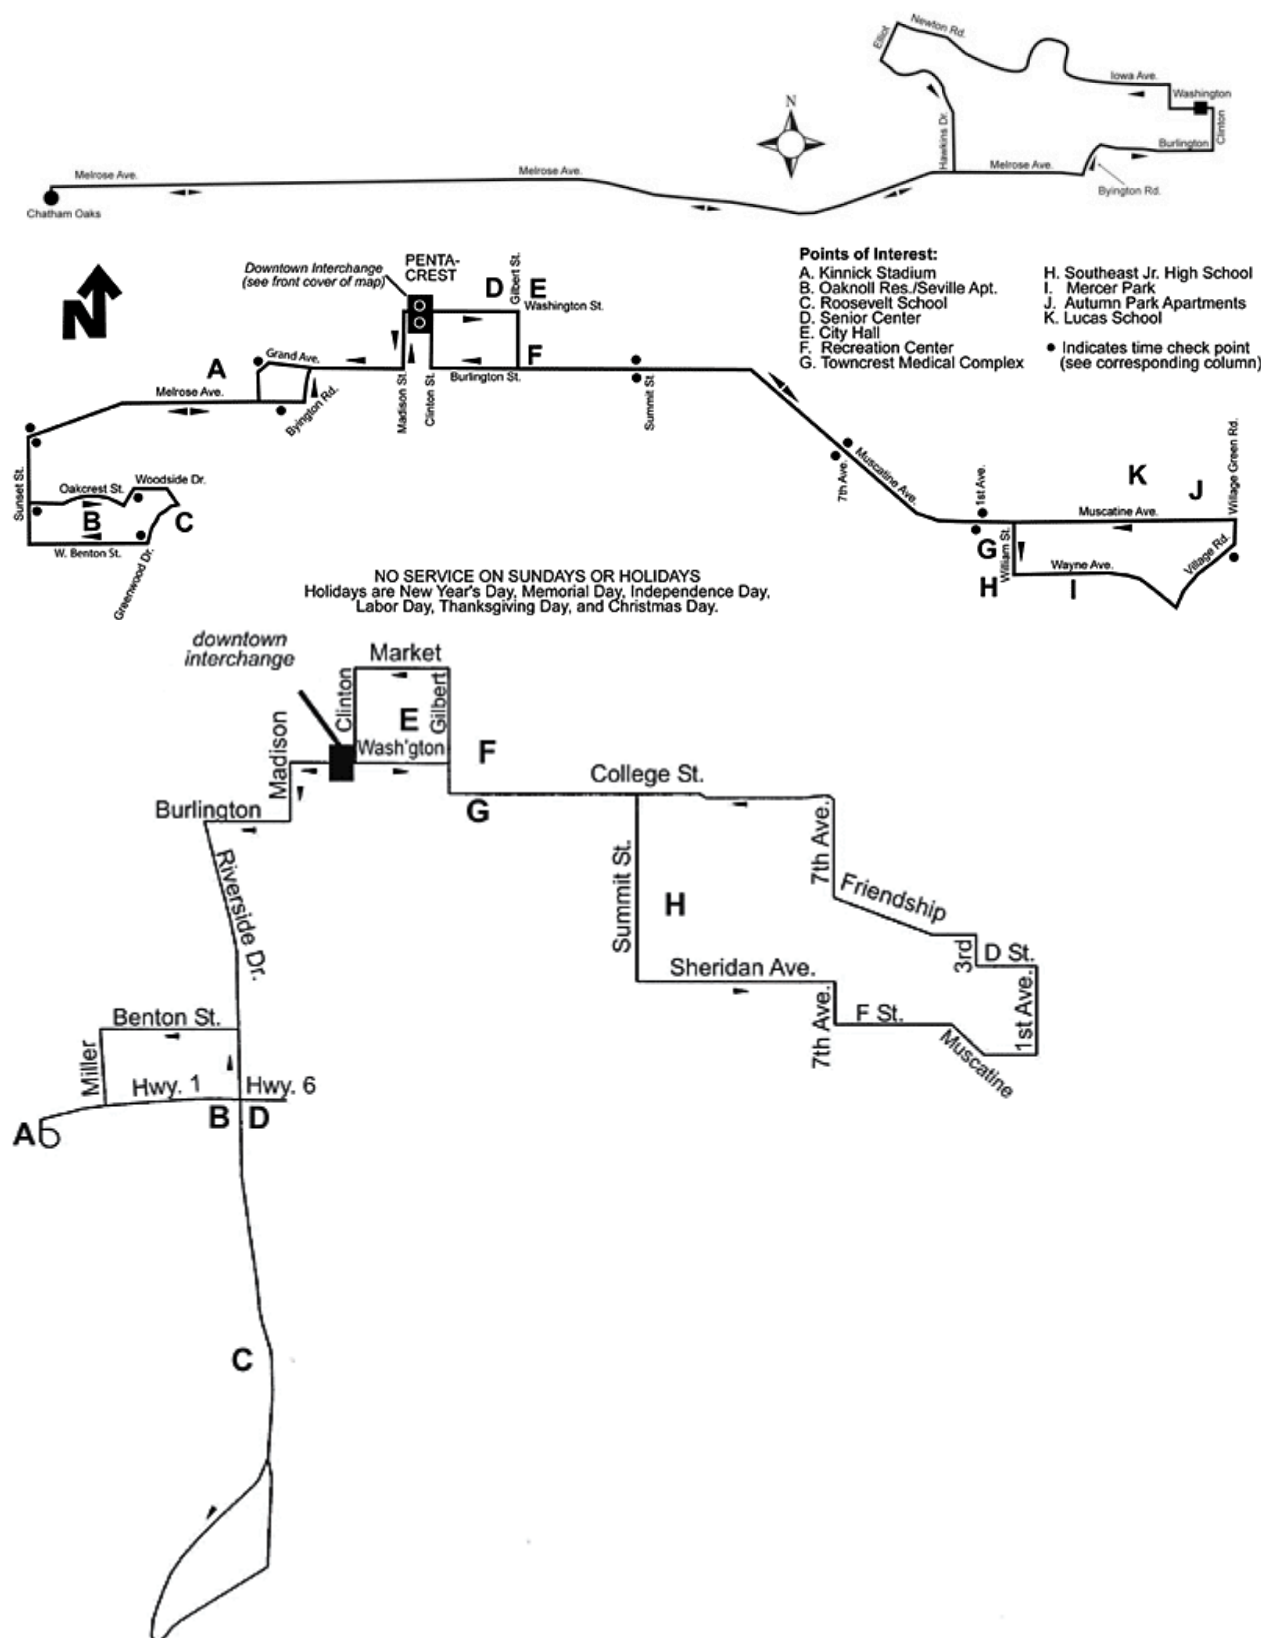 Newton Rd.
Elliot
Iowa Ave.
Washington
Clinton
Burlington
Hawkins Dr.
Melrose Ave.
Byington Rd.
N
Melrose Ave.
Melrose Ave.
Chatham Oaks
N
Downtown Interchange
(see front cover of map)
PENTA-
CREST
D
Gilbert St.
E
Washington St.
Points of Interest:
A. Kinnick Stadium
B. Oaknoll Res./Seville Apt.
C. Roosevelt School
D. Senior Center
E. City Hall
F. Recreation Center
G. Towncrest Medical Complex
H. Southeast Jr. High School
I. Mercer Park
J. Autumn Park Apartments
K. Lucas School
● Indicates time check point
(see corresponding column)
A
Grand Ave.
F
Burlington St.
Madison St.
Clinton St.
Summit St.
Melrose Ave.
Byington Rd.
Sunset St.
Oakcrest St.
Woodside Dr.
B
C
W. Benton St.
Greenwood Dr.
7th Ave.
Muscatine Ave.
1st Ave.
K
J
Village Green Rd.
Muscatine Ave.
G
William St.
H
Wayne Ave.
I
Village Rd.
NO SERVICE ON SUNDAYS OR HOLIDAYS
Holidays are New Year's Day, Memorial Day, Independence Day,
Labor Day, Thanksgiving Day, and Christmas Day.
downtown
interchange
Market
Clinton
Gilbert
E
Wash'gton
F
Madison
College St.
G
Burlington
Riverside Dr.
7th Ave.
Summit St.
H
Friendship
3rd
D St.
Sheridan Ave.
1st Ave.
7th Ave.
F St.
Muscatine
Benton St.
Miller
Hwy. 1
Hwy. 6
A
B
D
C